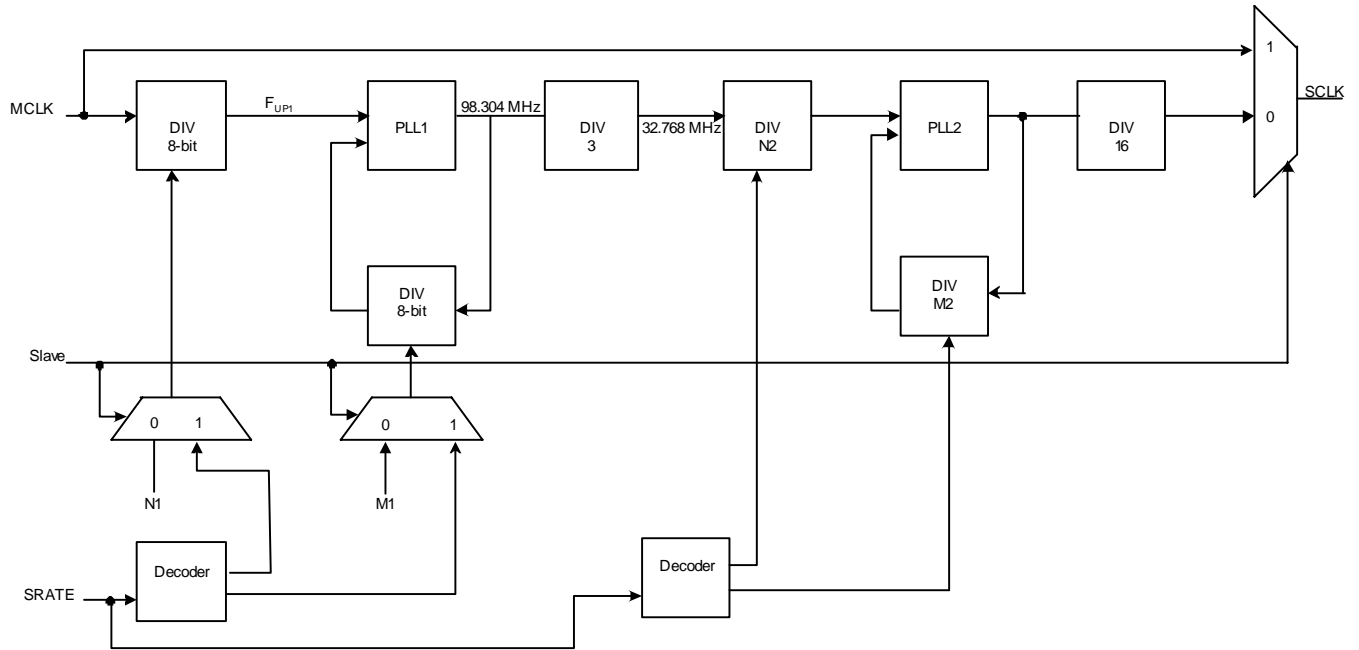 1
MCLK
DIV
8-bit
F_UP1
PLL1
98.304 MHz
DIV
3
32.768 MHz
DIV
N2
PLL2
DIV
16
0
SCLK
DIV
8-bit
DIV
M2
Slave
0 1
0 1
N1
M1
Decoder
Decoder
SRATE